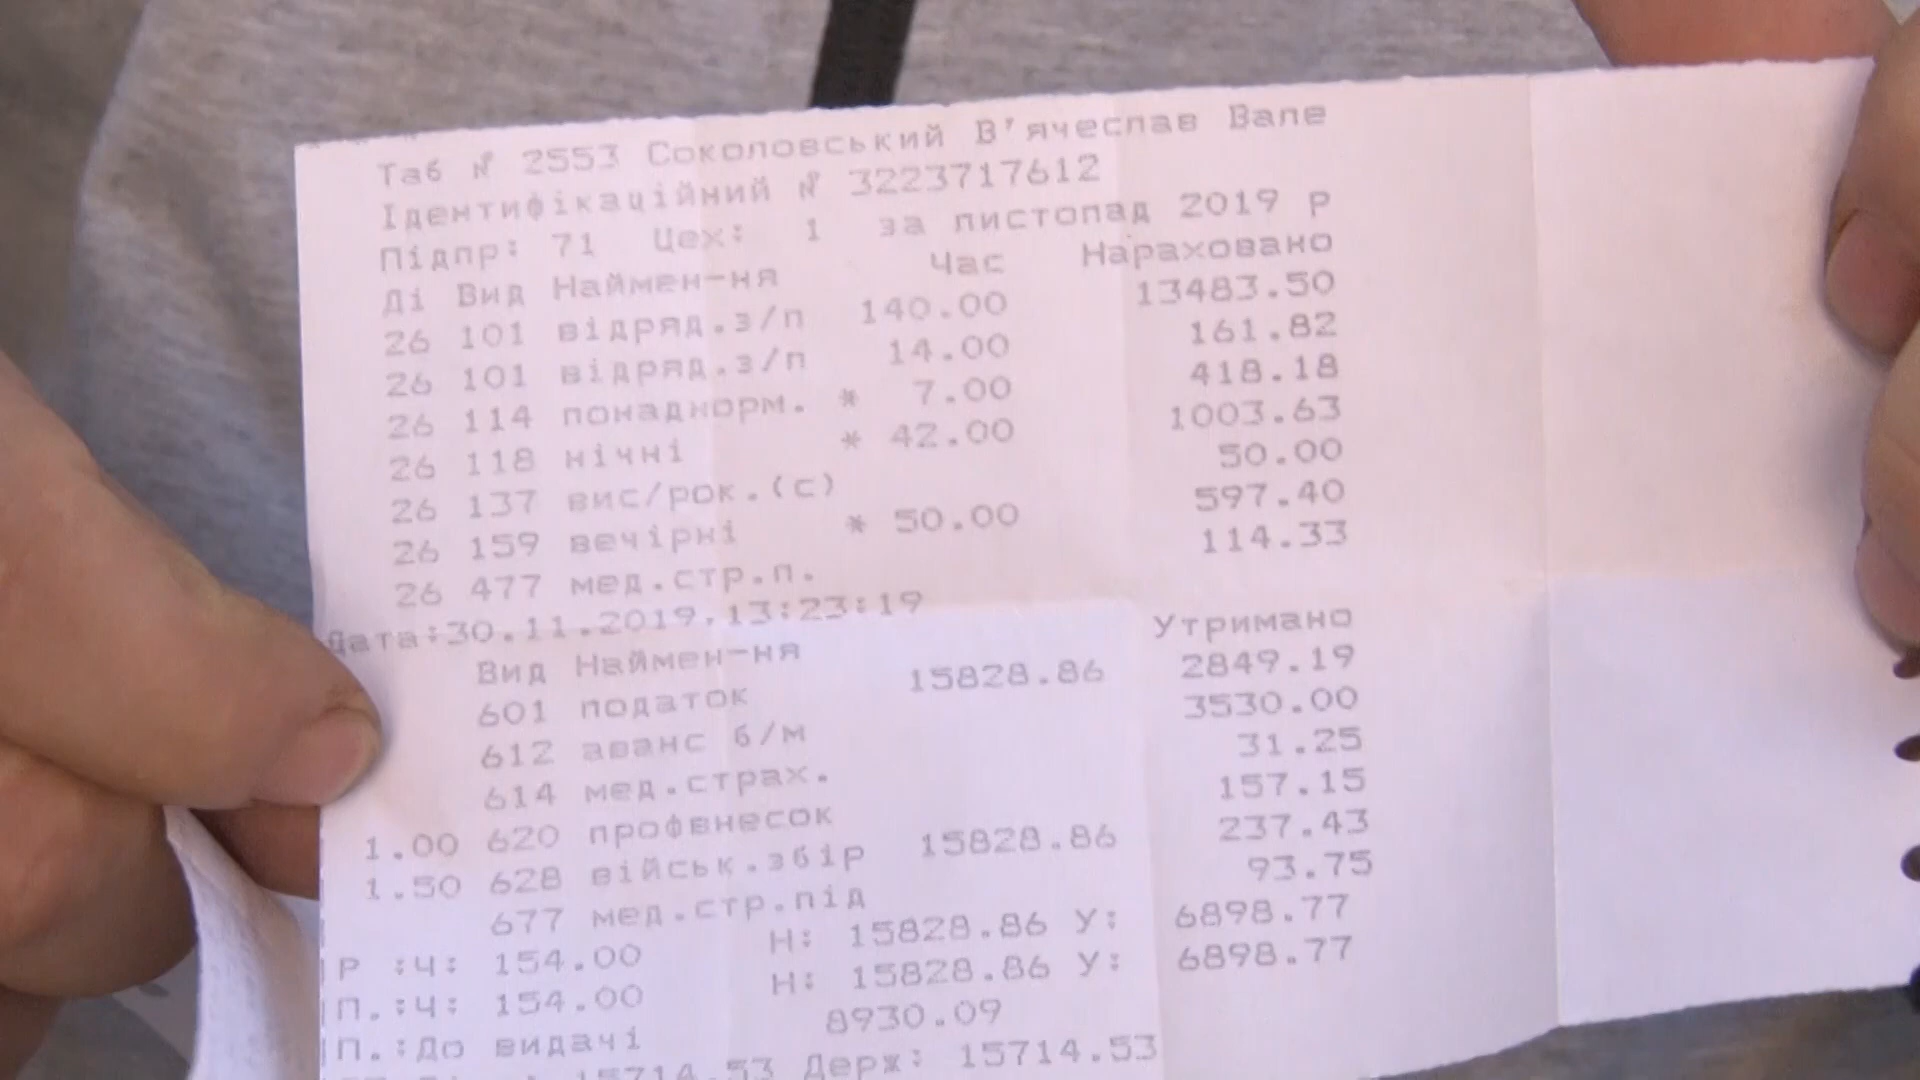 Таб № 2553 Соколовський В'ячеслав Вале
Ідентифікаційний № 3223717612
Підпр: 71 Цех: 1 за листопад 2019 р
Ді Вид Наймен-ня Час Нараховано
26 101 відряд.з/п 140.00 13483.50
26 101 відряд.з/п 14.00 161.82
26 114 понаднорм. * 7.00 418.18
26 118 нічні * 42.00 1003.63
26 137 вис/рок.(с) 50.00
26 159 вечірні * 50.00 597.40
26 477 мед.стр.п. 114.33
Дата:30.11.2019,13:23:19
Вид Наймен-ня Утримано
601 податок 15828.86 2849.19
612 аванс б/м 3530.00
614 мед.страх. 31.25
1.00 620 профвнесок 157.15
1.50 628 військ.збір 15828.86 237.43
677 мед.стр.під 93.75
Р :Ч: 154.00 Н: 15828.86 У: 6898.77
П.:Ч: 154.00 Н: 15828.86 У: 6898.77
П.:До видачі 8930.09
15714.53 Держ: 15714.53